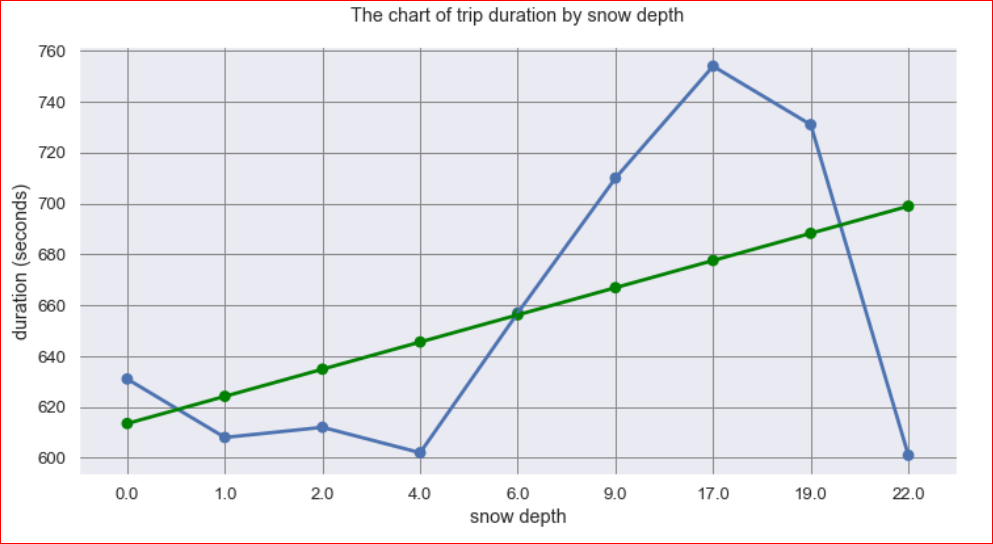 The chart of trip duration by snow depth
760
740
720
700
680
660
640
620
600
duration (seconds)
0.0 1.0 2.0 4.0 6.0 9.0 17.0 19.0 22.0
snow depth